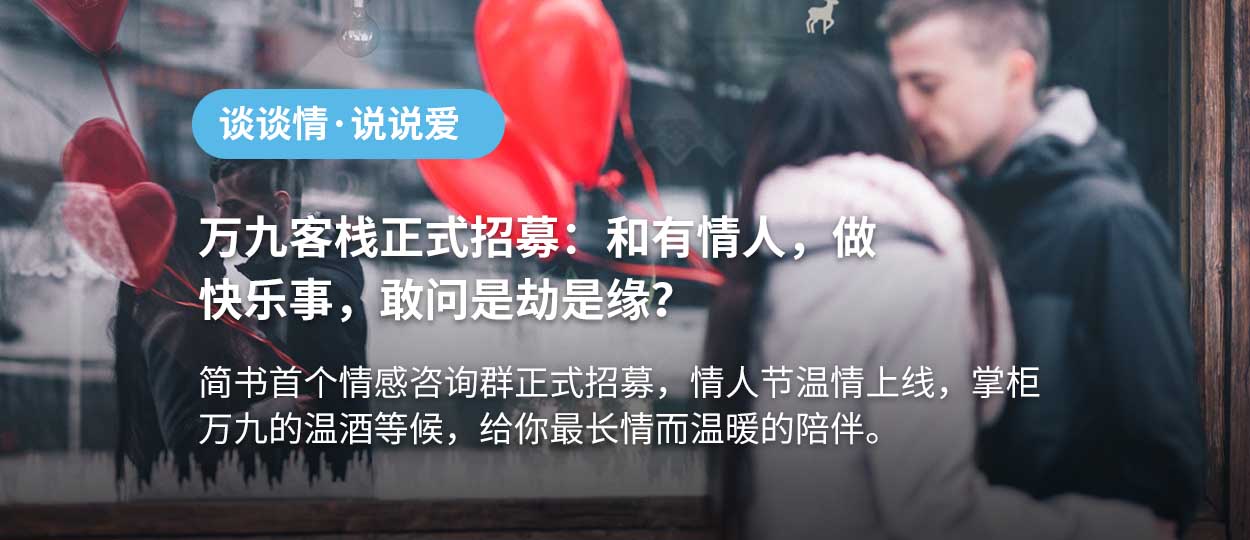 谈谈情·说说爱
万九客栈正式招募：和有情人，做
快乐事，敢问是劫是缘？
简书首个情感咨询群正式招募，情人节温情上线，掌柜
万九的温酒等候，给你最长情而温暖的陪伴。